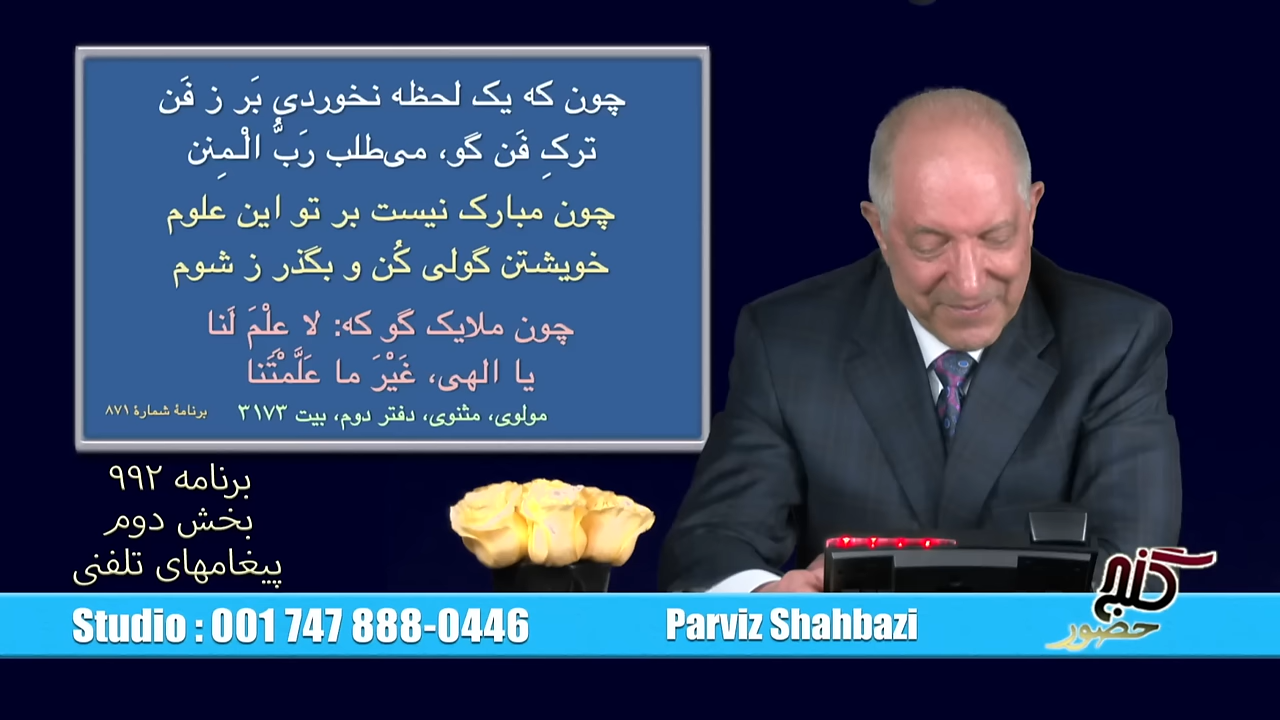 چون که یک لحظه نخوردی بَر ز فَن
ترکِ فَن گو، می‌طلب رَبُّ الْمِنن
چون مبارک نیست بر تو این علوم
خویشتن گولی کُن و بگذر ز شوم
چون ملایک گو که: لا عِلْمَ لَنا
یا الهی، غَیْرَ ما عَلَّمْتَنا
مولوی، مثنوی، دفتر دوم، بیت ۳۱۷۳
برنامهٔ شمارهٔ ۸۷۱
برنامه ۹۹۲
بخش دوم
پیغامهای تلفنی
Studio : 001 747 888-0446
Parviz Shahbazi
گنج
حضور